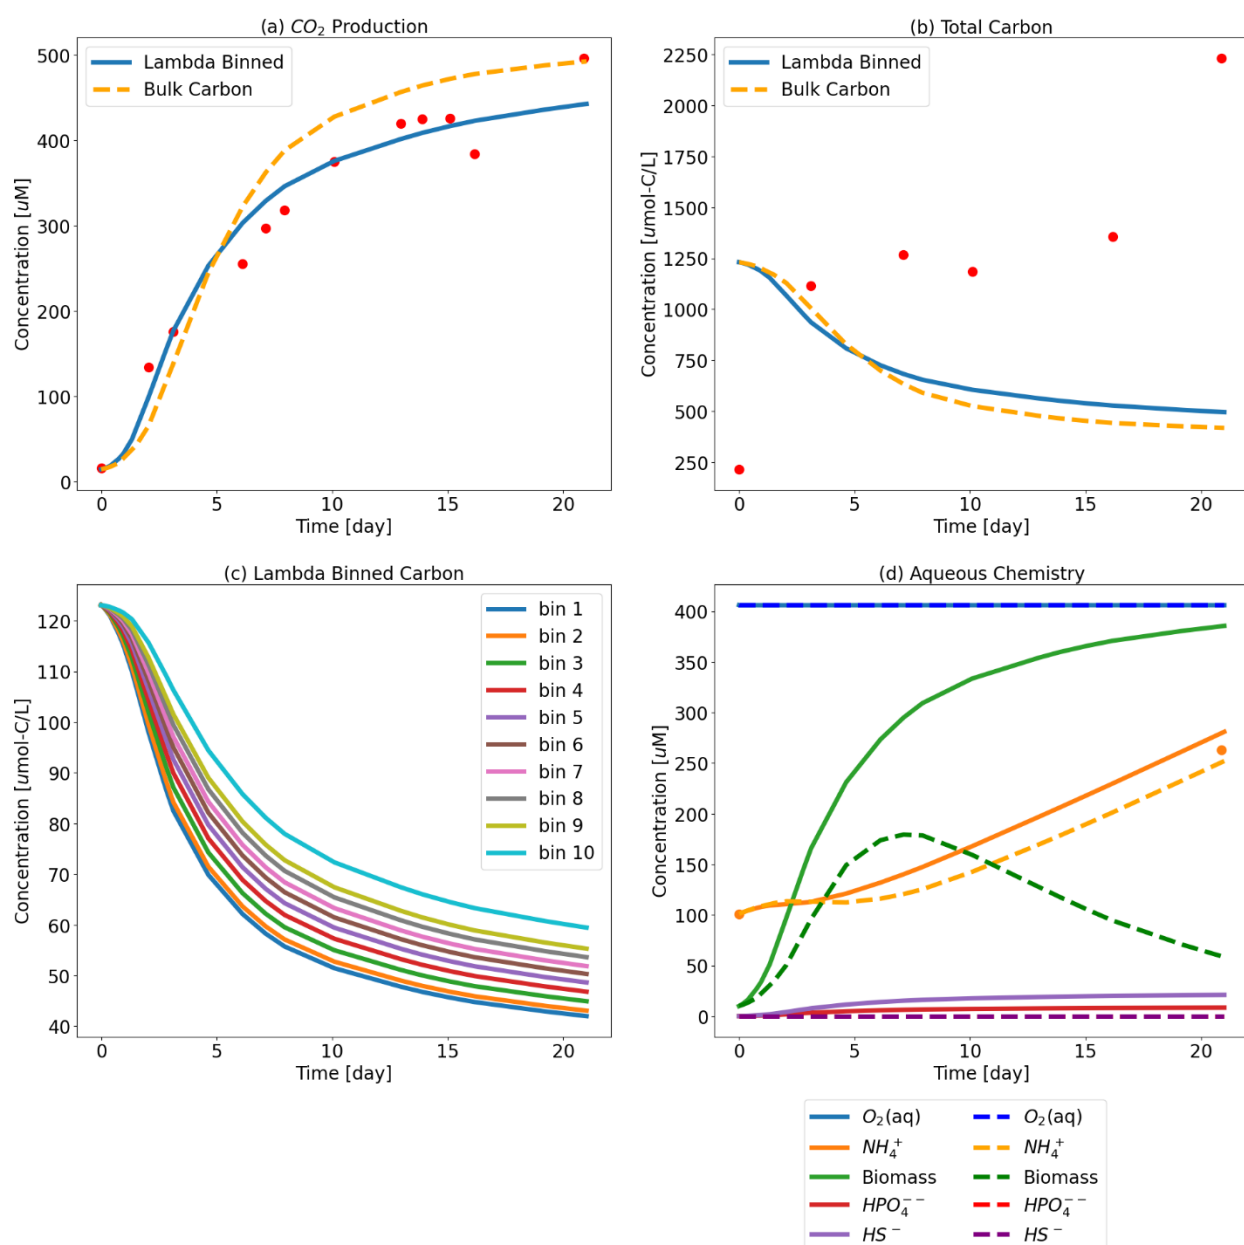 (a) CO₂ Production
Concentration [uM]
500
400
300
200
100
0
Lambda Binned
Bulk Carbon
0 5 10 15 20
Time [day]
(b) Total Carbon
Concentration [umol-C/L]
2250
2000
1750
1500
1250
1000
750
500
250
Lambda Binned
Bulk Carbon
0 5 10 15 20
Time [day]
(c) Lambda Binned Carbon
Concentration [umol-C/L]
120
110
100
90
80
70
60
50
40
bin 1
bin 2
bin 3
bin 4
bin 5
bin 6
bin 7
bin 8
bin 9
bin 10
0 5 10 15 20
Time [day]
(d) Aqueous Chemistry
Concentration [uM]
400
350
300
250
200
150
100
50
0
0 5 10 15 20
Time [day]
O₂(aq) O₂(aq)
NH₄⁺ NH₄⁺
Biomass Biomass
HPO₄⁻⁻ HPO₄⁻⁻
HS⁻ HS⁻